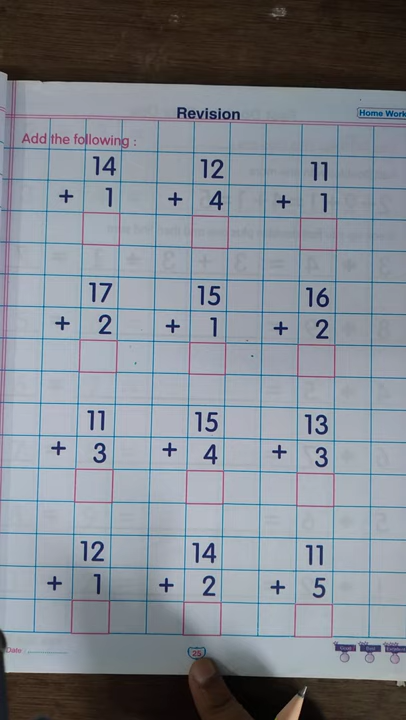 Revision
Home Work
Add the following :
14 12 11
+ 1 + 4 + 1
17 15 16
+ 2 + 1 + 2
11 15 13
+ 3 + 4 + 3
12 14 11
+ 1 + 2 + 5
Date :
25